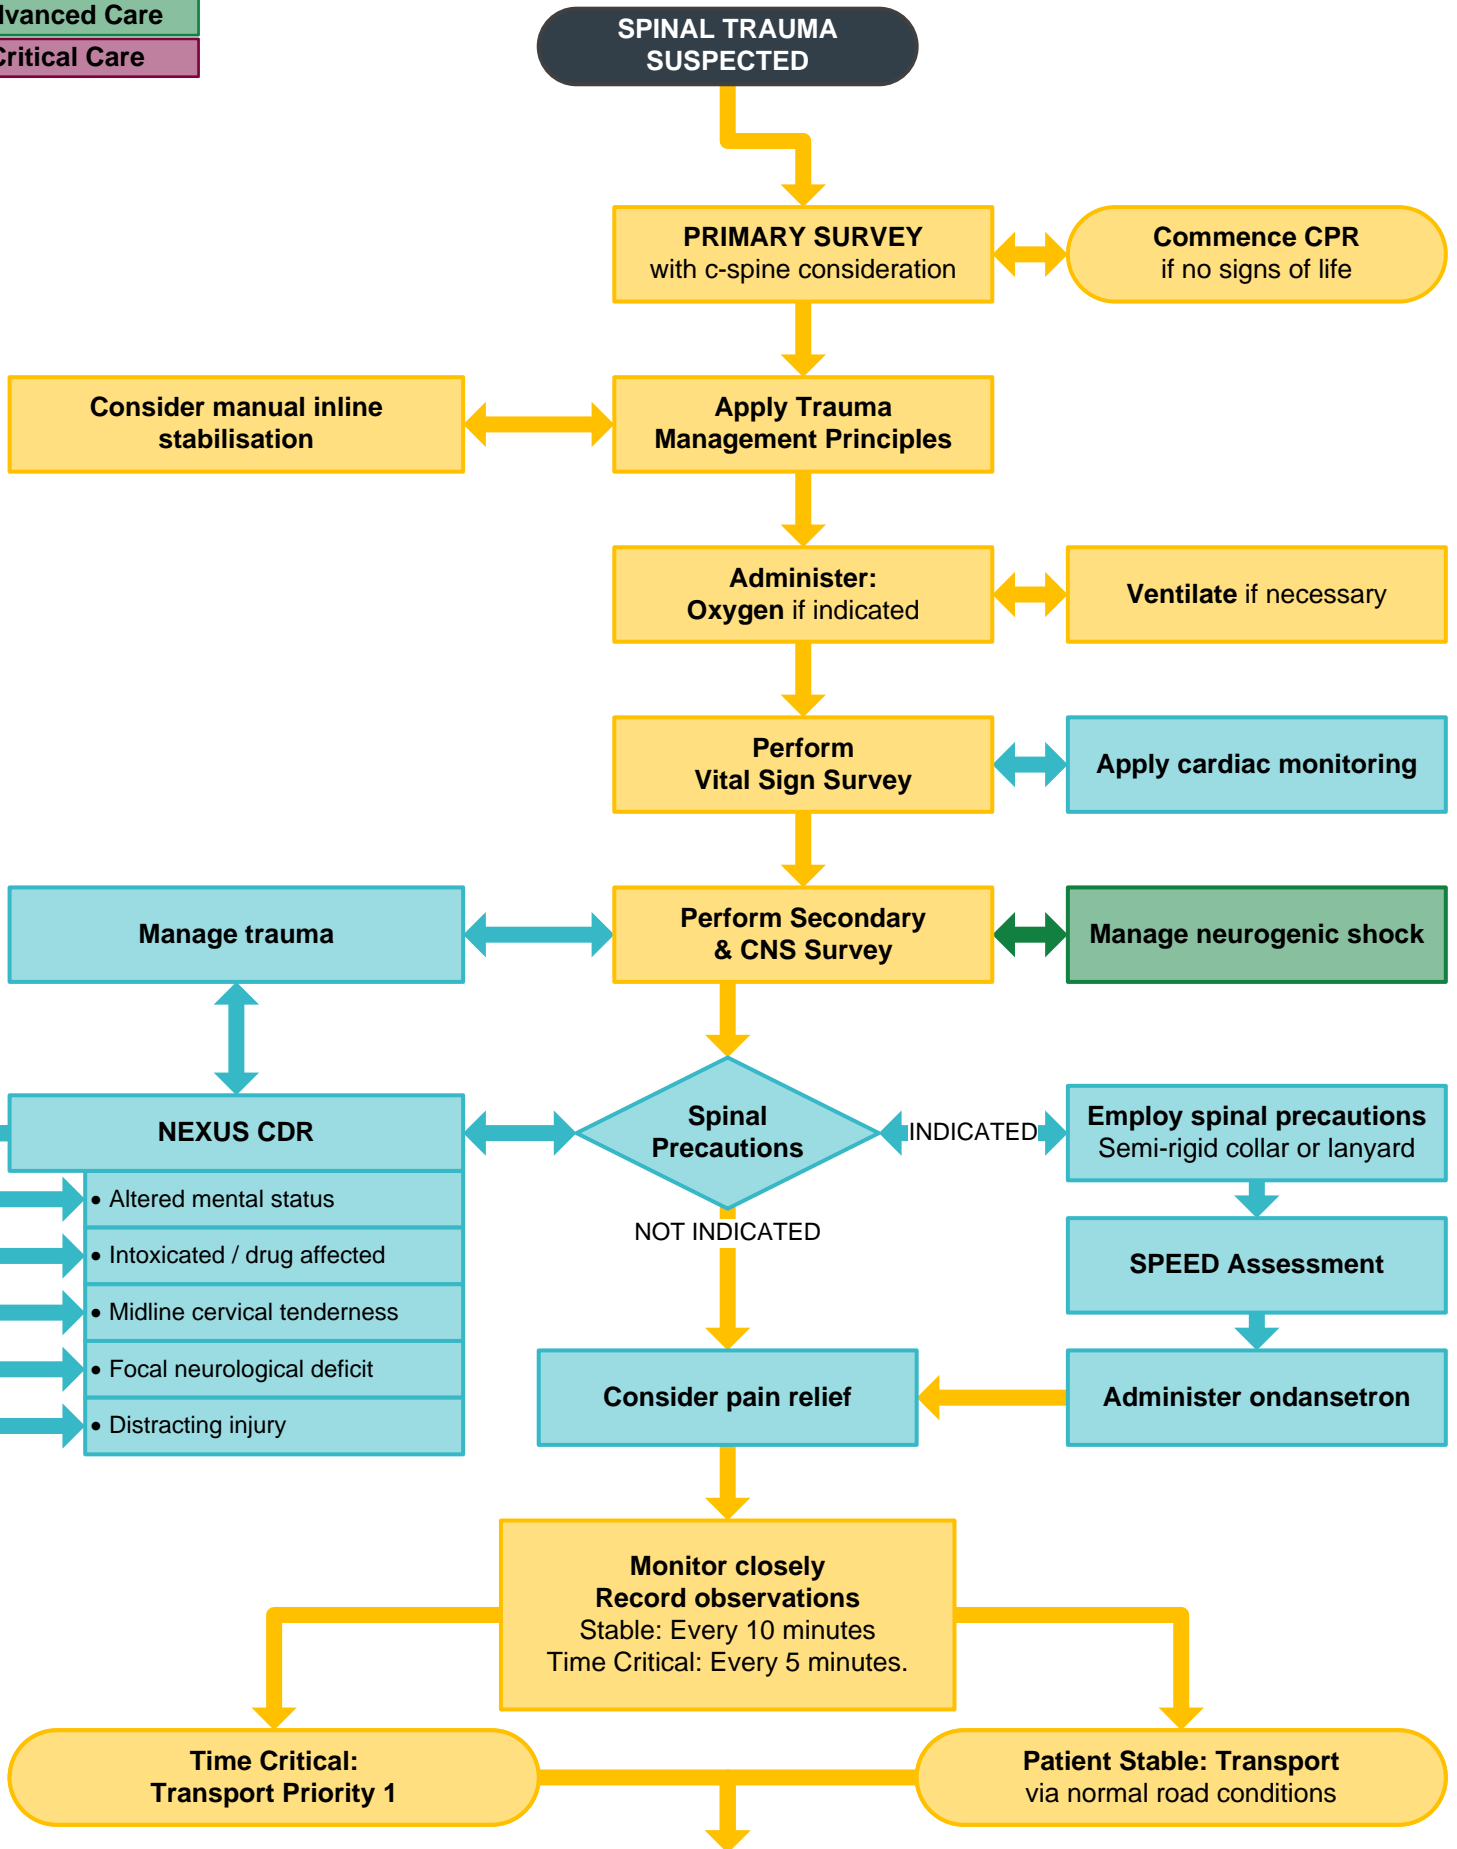 Care
Critical Care
SPINAL TRAUMA
SUSPECTED
PRIMARY SURVEY
with c-spine consideration
Commence CPR
if no signs of life
Consider manual inline
stabilisation
Apply Trauma
Management Principles
Administer:
Oxygen if indicated
Ventilate if necessary
Perform
Vital Sign Survey
Apply cardiac monitoring
Manage trauma
Perform Secondary
& CNS Survey
Manage neurogenic shock
NEXUS CDR
• Altered mental status
• Intoxicated / drug affected
• Midline cervical tenderness
• Focal neurological deficit
• Distracting injury
Spinal
Precautions
INDICATED
NOT INDICATED
Employ spinal precautions
Semi-rigid collar or lanyard
SPEED Assessment
Administer ondansetron
Consider pain relief
Monitor closely
Record observations
Stable: Every 10 minutes
Time Critical: Every 5 minutes.
Time Critical:
Transport Priority 1
Patient Stable: Transport
via normal road conditions